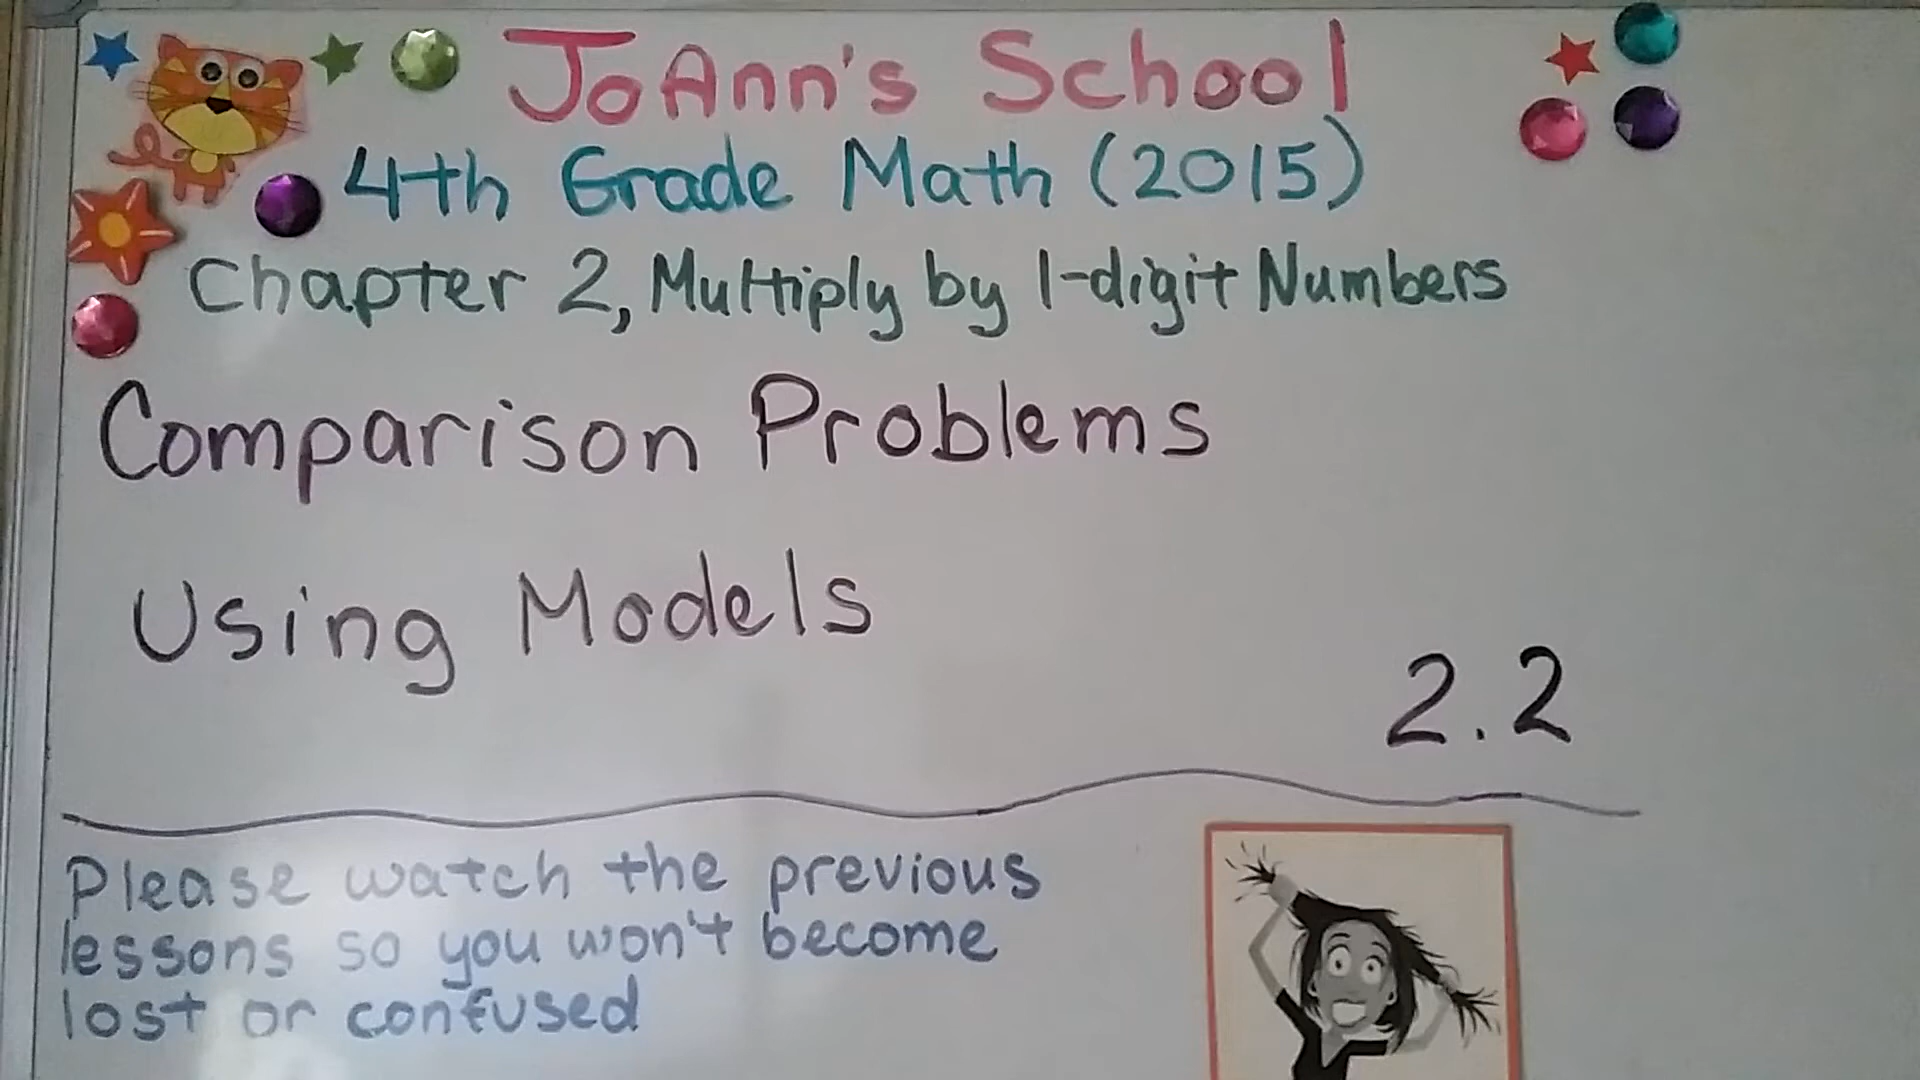 JoAnn's School
4th Grade Math (2015)
Chapter 2, Multiply by 1-digit Numbers
Comparison Problems
Using Models
2.2
Please watch the previous
lessons so you won't become
lost or confused